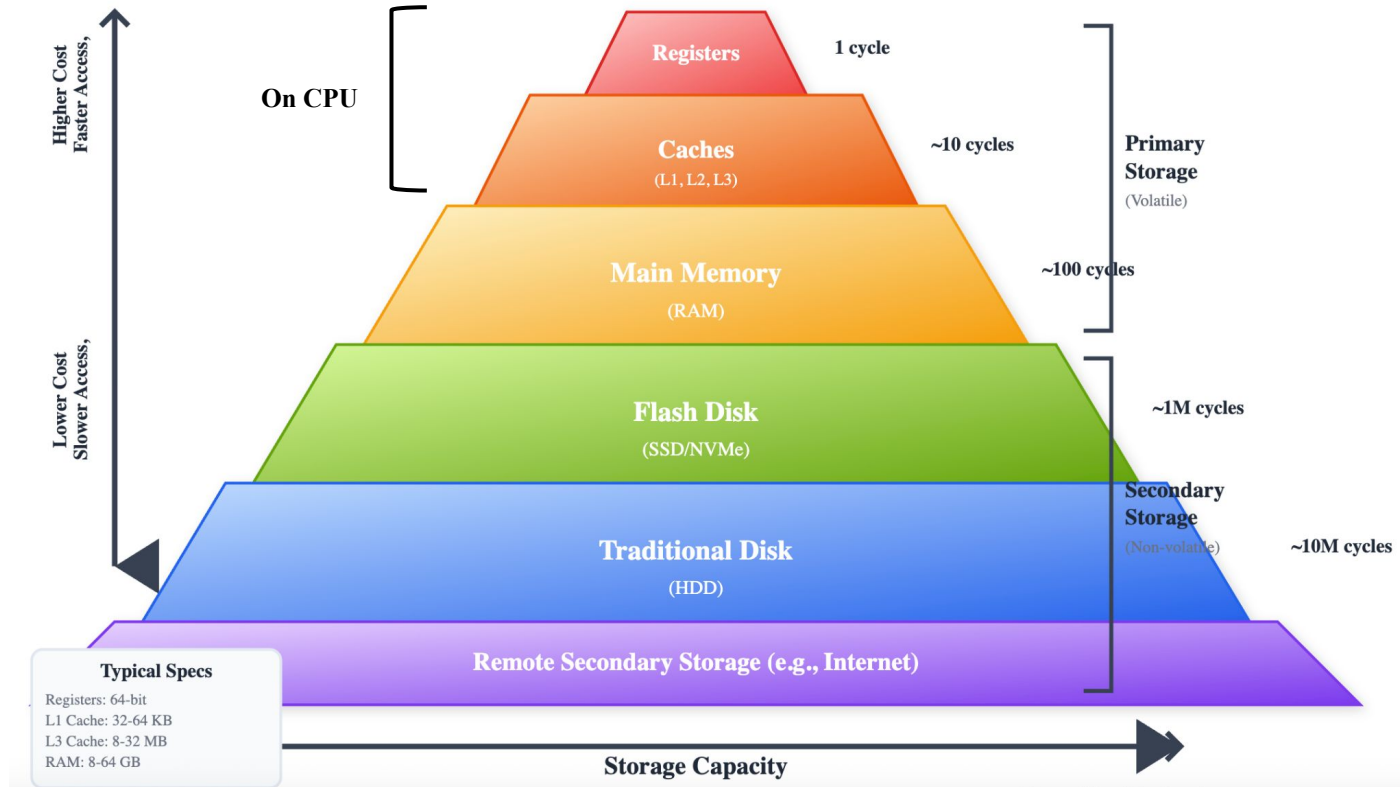 Higher Cost
Faster Access,
Lower Cost
Slower Access,
On CPU
Registers
1 cycle
Caches
(L1, L2, L3)
~10 cycles
Main Memory
(RAM)
~100 cycles
Primary
Storage
(Volatile)
Flash Disk
(SSD/NVMe)
~1M cycles
Traditional Disk
(HDD)
~10M cycles
Secondary
Storage
(Non-volatile)
Remote Secondary Storage (e.g., Internet)
Typical Specs
Registers: 64-bit
L1 Cache: 32-64 KB
L3 Cache: 8-32 MB
RAM: 8-64 GB
Storage Capacity